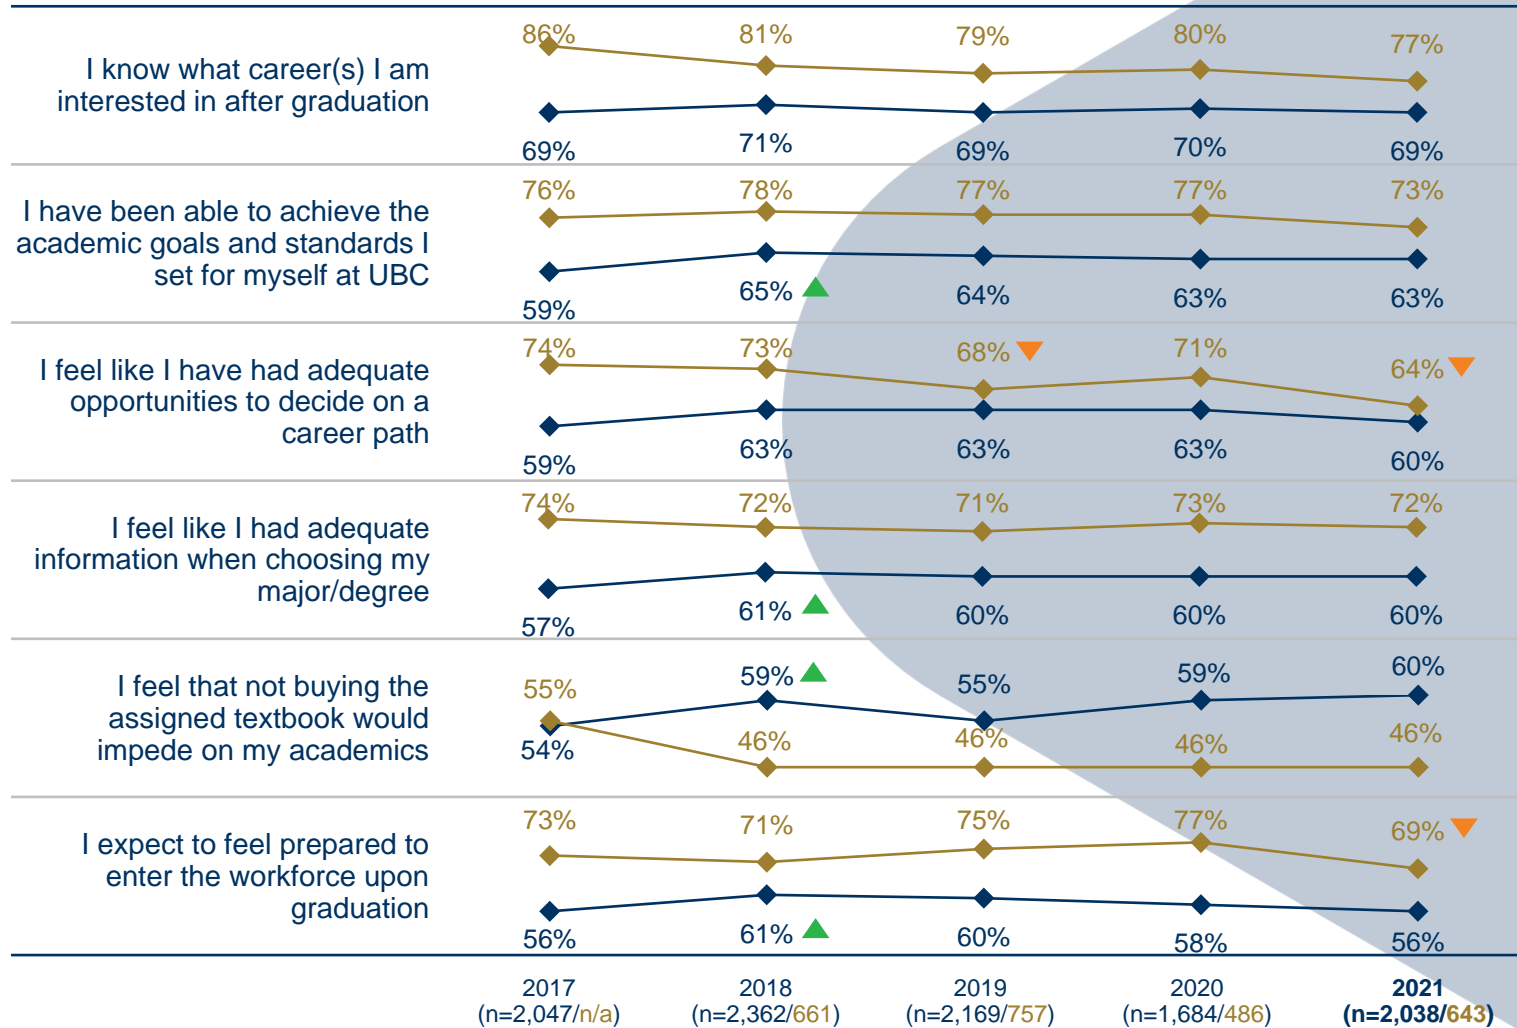 86% 81% 79% 80% 77%
I know what career(s) I am
interested in after graduation
69% 71% 69% 70% 69%
76% 78% 77% 77% 73%
I have been able to achieve the
academic goals and standards I
set for myself at UBC
59% 65% 64% 63% 63%
74% 73% 68% 71% 64%
I feel like I have had adequate
opportunities to decide on a
career path
59% 63% 63% 63% 60%
74% 72% 71% 73% 72%
I feel like I had adequate
information when choosing my
major/degree
57% 61% 60% 60% 60%
55% 59% 55% 59% 60%
I feel that not buying the
assigned textbook would
impede on my academics
54% 46% 46% 46% 46%
73% 71% 75% 77% 69%
I expect to feel prepared to
enter the workforce upon
graduation
56% 61% 60% 58% 56%
2017 2018 2019 2020 2021
(n=2,047/n/a) (n=2,362/661) (n=2,169/757) (n=1,684/486) (n=2,038/643)